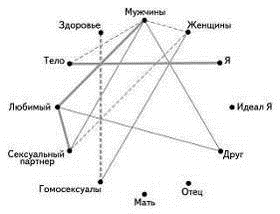 Мужчины
Здоровье
Женщины
Тело
Я
Любимый
Идеал Я
Сексуальный
партнер
Друг
Гомосексуалы
Отец
Мать